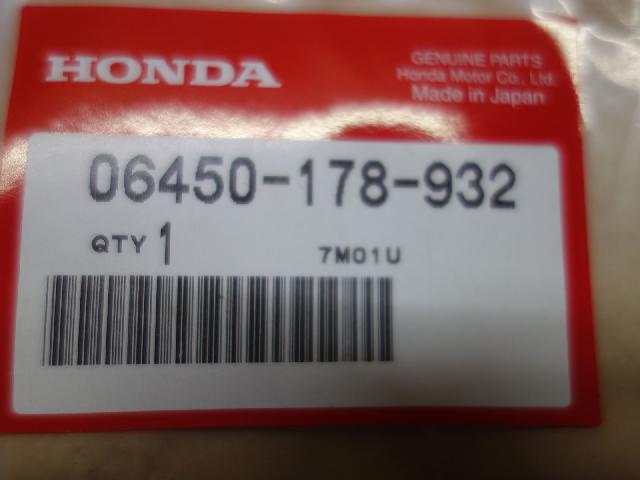 HONDA
GENUINE PARTS
Honda Motor Co., Ltd.
Made in Japan
06450-178-932
QTY 1 7M01U